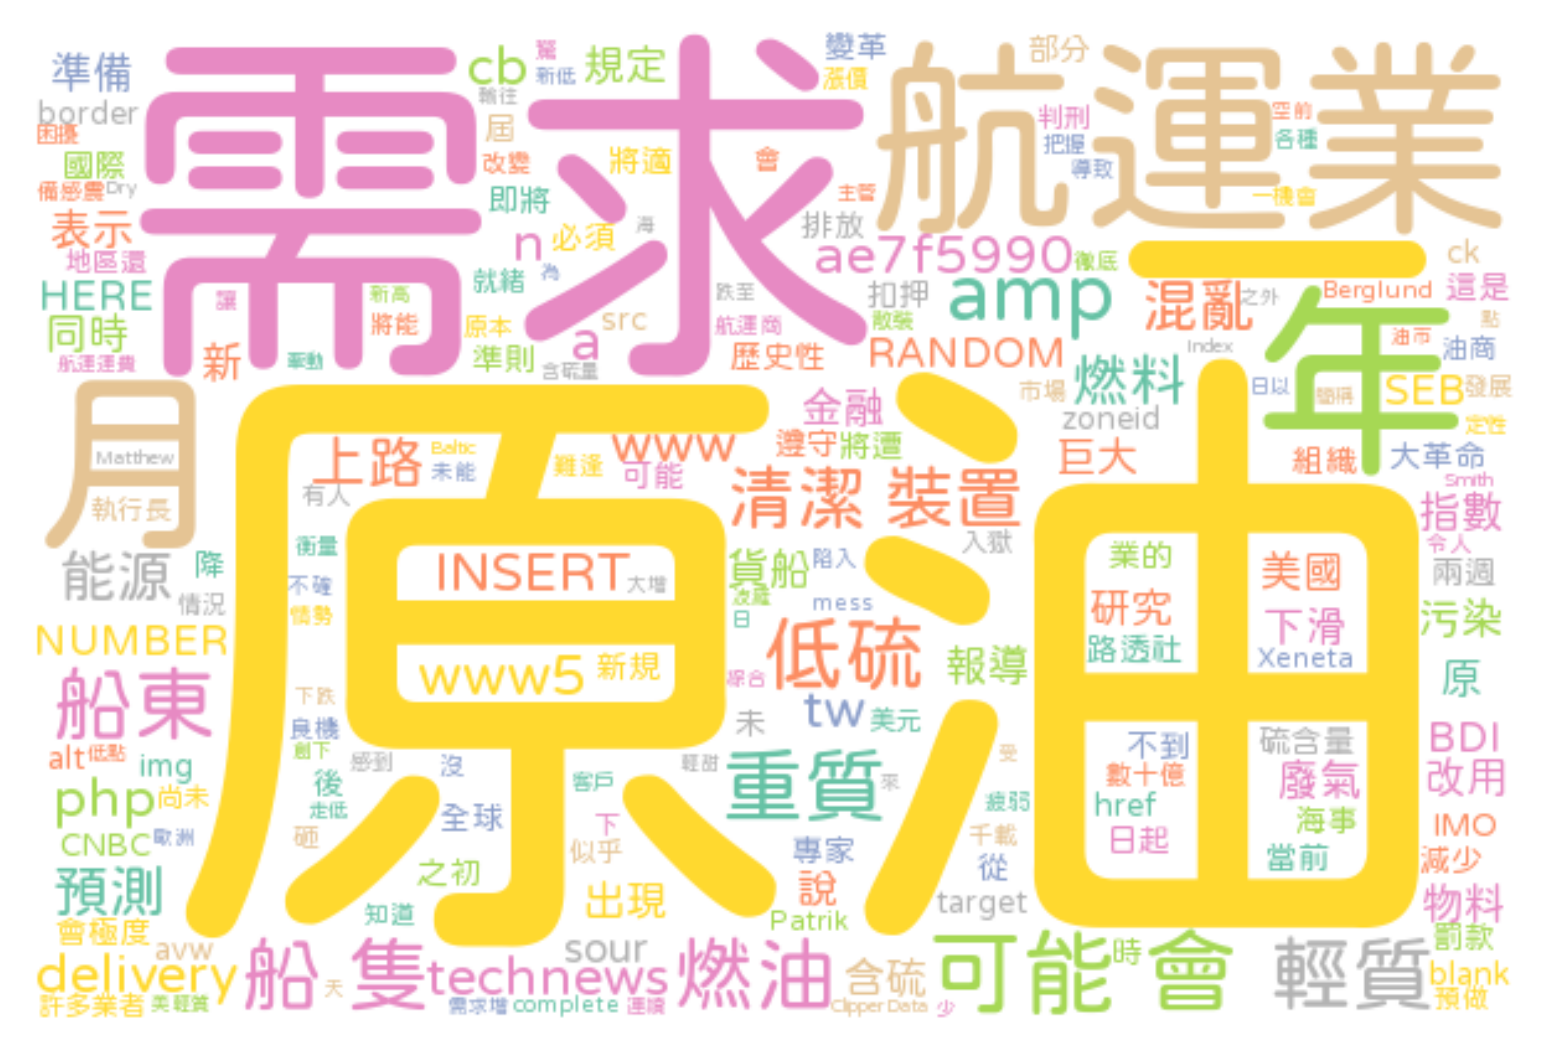 準備 需求 cb 驚 新低 規定 變革 漲價 部分 航運業
border 輸往 屆 判刑 把握 空前 各種
困擾 國際 改變 將適 會 導致
備感震 Dry 即將 主管 一機會
表示 n 必須 海 排放
地區還 就緒 為 ae7f5990 徹底 一 ck
HERE 讓 新高 跌至 扣押 amp 混亂 之外 Berglund 這是
同時 將能 原本 src 航運商 散裝 年 油市 點
航運運費 新 牽動 準則 a 含硫量 歷史性 RANDOM Index 油商
月 原油 金融 市場 燃料 日以 簡稱 SEB 發展
上路 Baltic www 遵守 將遭 zoneid 定性
Matthew 未能 難逢 可能 巨大 組織 大革命
執行長 有人 清潔 裝置 Smith 指數
衡量 入獄 令人
能源 降 不確 INSERT 大增 貨船 陷入 業的 美國 兩週
情況 情勢 波羅 mess 研究 下滑 污染
NUMBER www5 新規 日 低硫 報導 路透社 Xeneta
船東 下跌 綜合 原
良機 未 tw 美元 不到 硫含量 BDI
alt 低點 img 創下 感到 沒 輕甜 重質 來 受 數十億 廢氣 改用
php 尚未 後 走低 客戶 疲弱 href 海事
CNBC 歐洲 砸 全球 下 似乎 專家 千載 日起 當前 IMO
預測 之初 說 從 減少
會極度 知道 出現 Patrik target 物料
avw 罰款
delivery 船 隻 sour technews 燃油 含硫 可能 時 會 輕質 blank
許多業者 美輕質 天 需求增 complete 連續 Clipper Data 少 預做